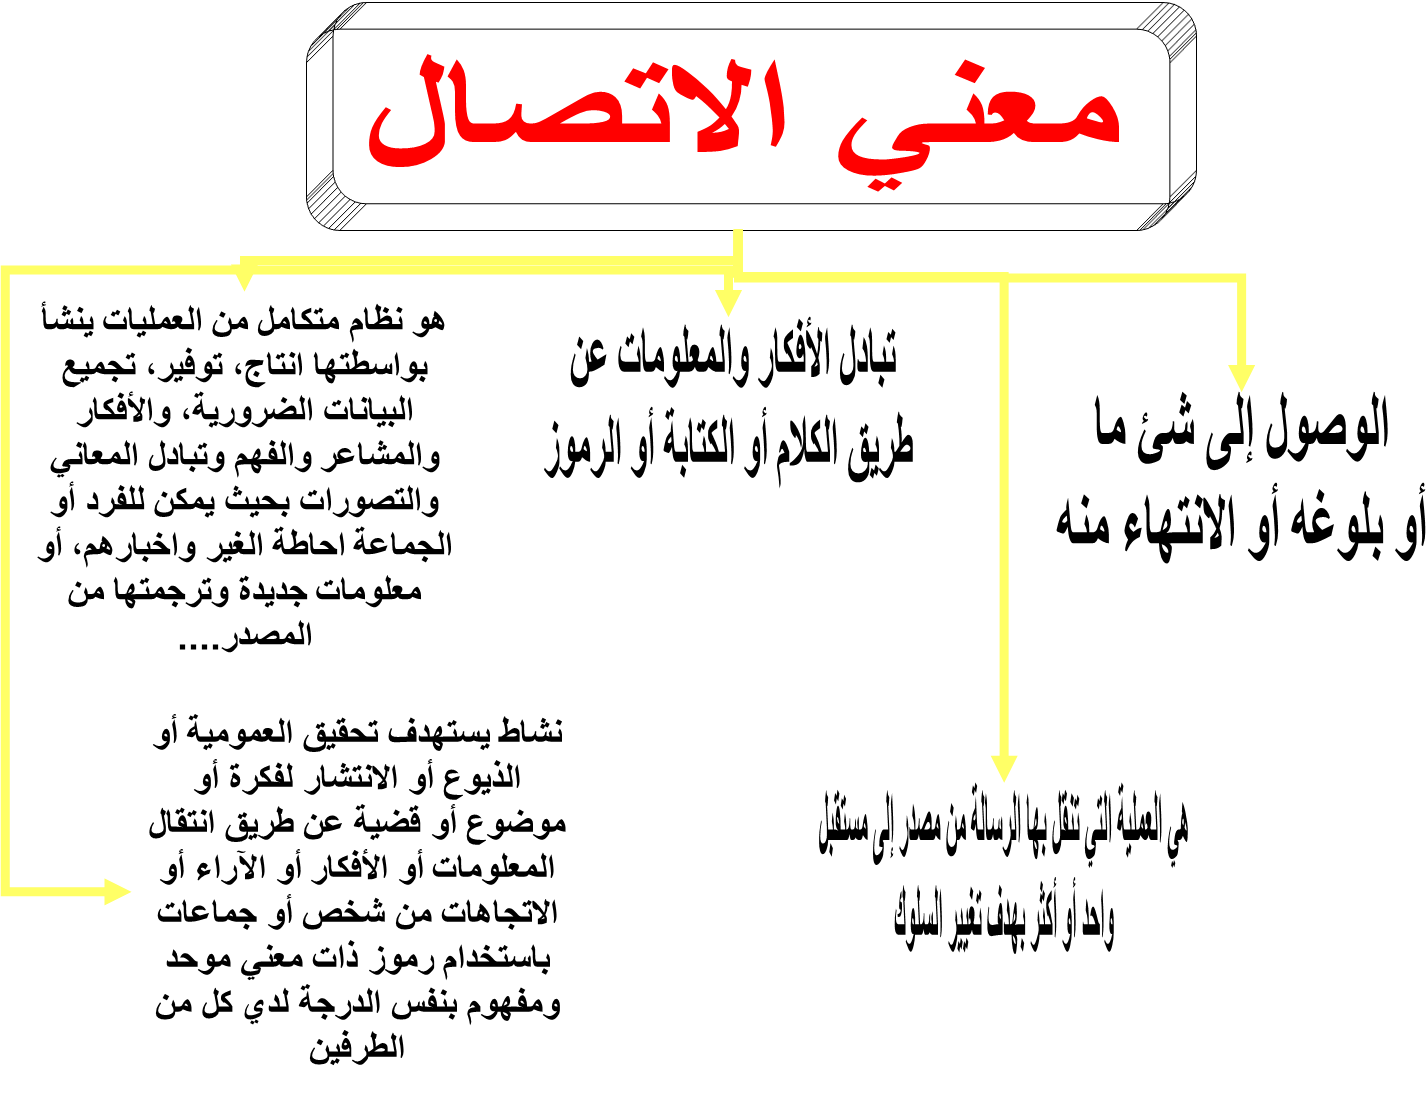 معني الاتصال
الوصول إلى شئ ما
أو بلوغه أو الانتهاء منه
تبادل الأفكار والمعلومات عن
طريق الكلام أو الكتابة أو الرموز
هو نظام متكامل من العمليات ينشأ
بواسطتها انتاج، توفير، تجميع
البيانات الضرورية، والأفكار
والمشاعر والفهم وتبادل المعاني
والتصورات بحيث يمكن للفرد أو
الجماعة احاطة الغير واخبارهم، أو
معلومات جديدة وترجمتها من
المصدر....
هي العملية التي تنقل بها الرسالة من مصدر إلى مستقبل
واحد أو أكثر بهدف تغيير السلوك
نشاط يستهدف تحقيق العمومية أو
الذيوع أو الانتشار لفكرة أو
موضوع أو قضية عن طريق انتقال
المعلومات أو الأفكار أو الآراء أو
الاتجاهات من شخص أو جماعات
باستخدام رموز ذات معني موحد
ومفهوم بنفس الدرجة لدي كل من
الطرفين